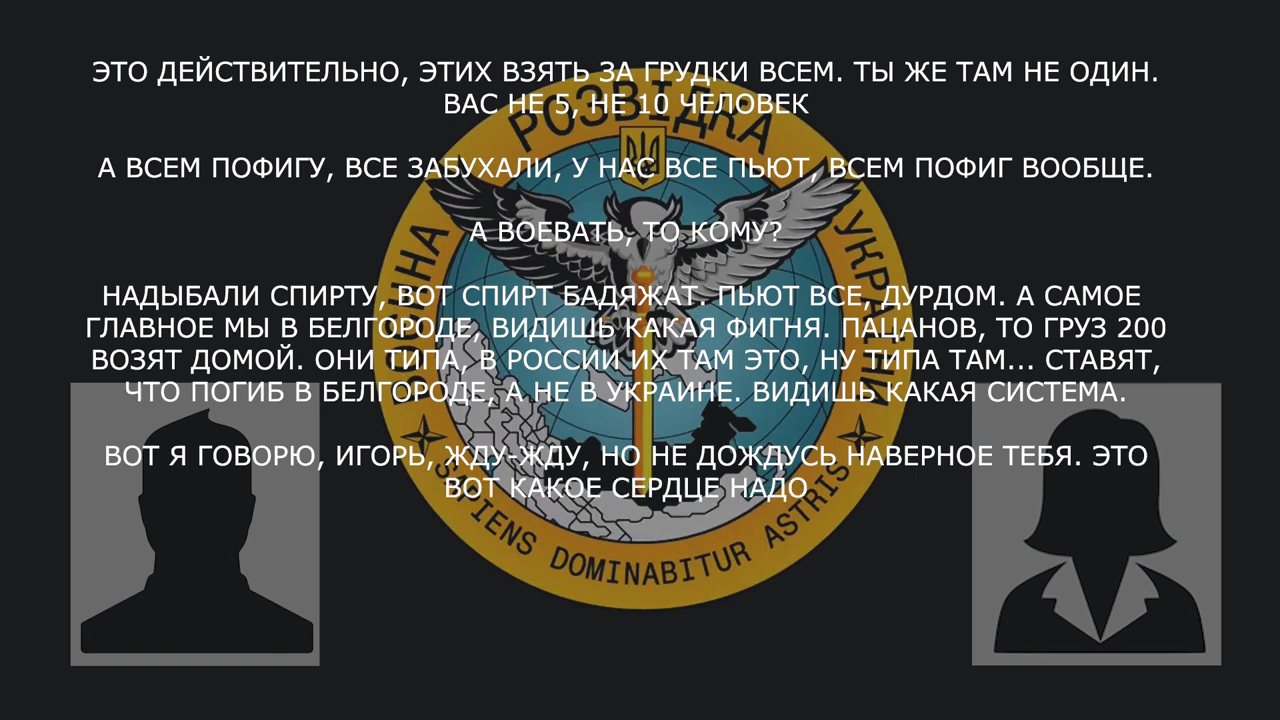 ЭТО ДЕЙСТВИТЕЛЬНО, ЭТИХ ВЗЯТЬ ЗА ГРУДКИ ВСЕМ. ТЫ ЖЕ ТАМ НЕ ОДИН.
ВАС НЕ 5, НЕ 10 ЧЕЛОВЕК
А ВСЕМ ПОФИГУ, ВСЕ ЗАБУХАЛИ, У НАС ВСЕ ПЬЮТ, ВСЕМ ПОФИГ ВООБЩЕ.
А ВОЕВАТЬ, ТО КОМУ?
НАДЫБАЛИ СПИРТУ, ВОТ СПИРТ БАДЯЖАТ. ПЬЮТ ВСЕ, ДУРДОМ. А САМОЕ
ГЛАВНОЕ МЫ В БЕЛГОРОДЕ, ВИДИШЬ КАКАЯ ФИГНЯ. ПАЦАНОВ, ТО ГРУЗ 200
ВОЗЯТ ДОМОЙ. ОНИ ТИПА, В РОССИИ ИХ ТАМ ЭТО, НУ ТИПА ТАМ... СТАВЯТ,
ЧТО ПОГИБ В БЕЛГОРОДЕ, А НЕ В УКРАИНЕ. ВИДИШЬ КАКАЯ СИСТЕМА.
ВОТ Я ГОВОРЮ, ИГОРЬ, ЖДУ-ЖДУ, НО НЕ ДОЖДУСЬ НАВЕРНОЕ ТЕБЯ. ЭТО
ВОТ КАКОЕ СЕРДЦЕ НАДО
ВОЄННА РОЗВІДКА УКРАЇНИ
SAPIENS DOMINABITUR ASTRIS